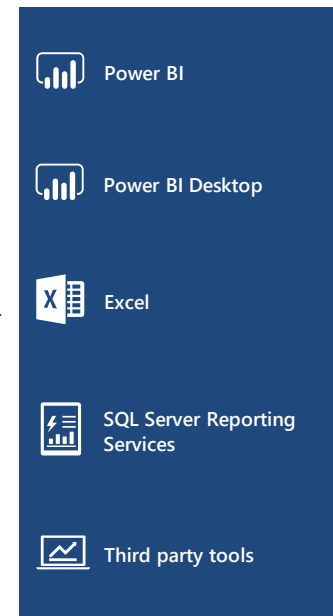 Power BI
Power BI Desktop
X
Excel
SQL Server Reporting
Services
Third party tools